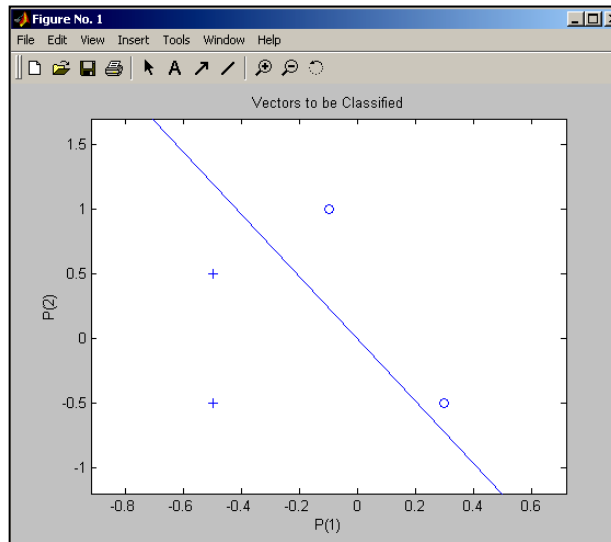 Figure No. 1
File Edit View Insert Tools Window Help
A
Vectors to be Classified
1.5
1
0.5
0
-0.5
-1
P(2)
-0.8 -0.6 -0.4 -0.2 0 0.2 0.4 0.6
P(1)